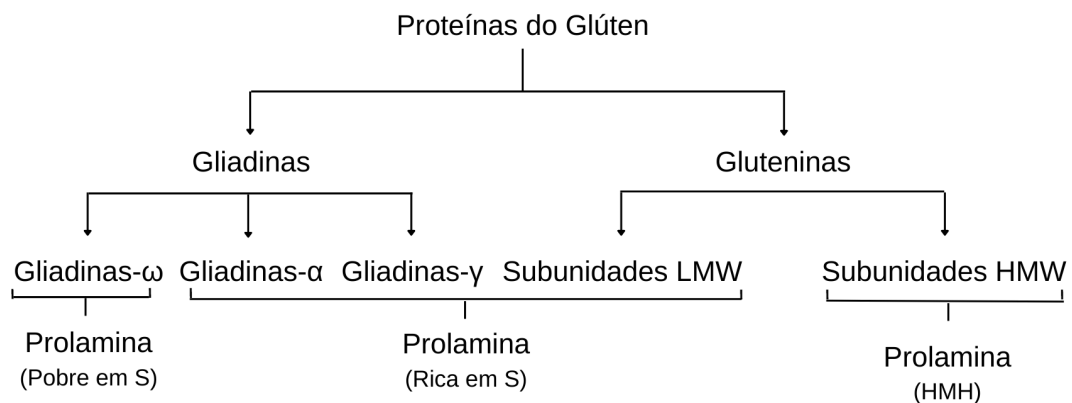 Proteínas do Glúten
Gliadinas
Gluteninas
Gliadinas-ω
Gliadinas-α
Gliadinas-γ
Subunidades LMW
Subunidades HMW
Prolamina
(Pobre em S)
Prolamina
(Rica em S)
Prolamina
(HMH)